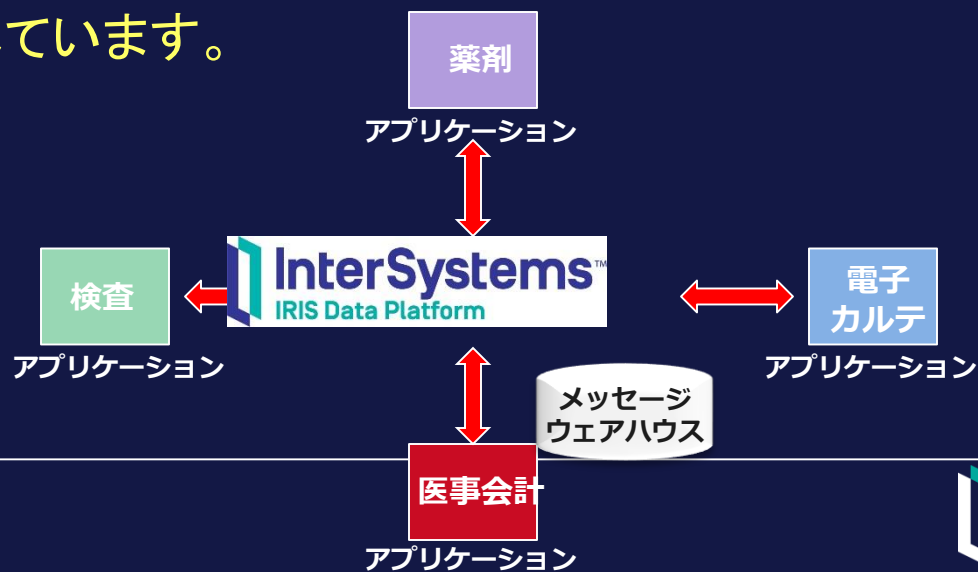 ています。
薬剤
アプリケーション
InterSystems™
IRIS Data Platform
検査
アプリケーション
電子
カルテ
アプリケーション
メッセージ
ウェアハウス
医事会計
アプリケーション